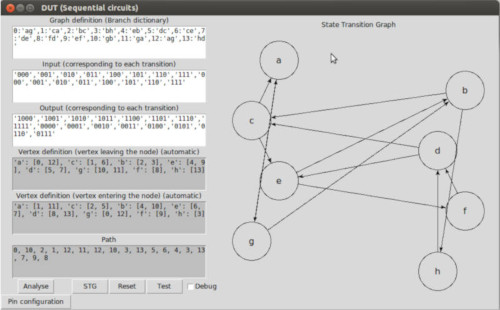 DUT (Sequential circuits)
Graph definition (Branch dictionary)
0:'ag',1:'ca',2:'bc',3:'bh',4:'eb',5:'dc',6:'ce',7
:'de',8:'fd',9:'ef',10:'gb',11:'ga',12:'ag',13:'hd
'
Input (corresponding to each transition)
'000','001','010','011','100','101','110','111','0
00','001','010','011','100','101','110','111'
Output (corresponding to each transition)
'1000','1001','1010','1011','1100','1101','1110','
1111','0000','0001','0010','0011','0100','0101','0
110','0111'
Vertex definition (vertex leaving the node) (automatic)
'a': [0, 12], 'c': [1, 6], 'b': [2, 3], 'e': [4, 9
], 'd': [5, 7], 'g': [10, 11], 'f': [8], 'h': [13]
Vertex definition (vertex entering the node) (automatic)
'a': [1, 11], 'c': [2, 5], 'b': [4, 10], 'e': [6,
7], 'd': [8, 13], 'g': [0, 12], 'f': [9], 'h': [3]
Path
0, 10, 2, 1, 12, 11, 12, 10, 3, 13, 5, 6, 4, 3, 13
, 7, 9, 8
Analyse STG Reset Test Debug
Pin configuration
State Transition Graph
a
b
c
d
e
f
g
h